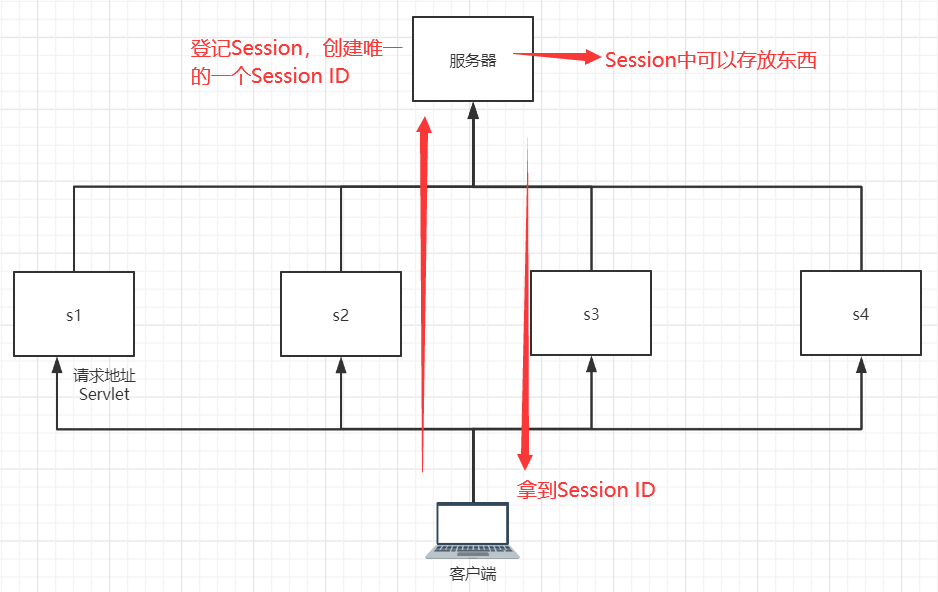 登记Session，创建唯一
的一个Session ID
服务器
Session中可以存放东西
s1
s2
s3
s4
请求地址
Servlet
拿到Session ID
客户端